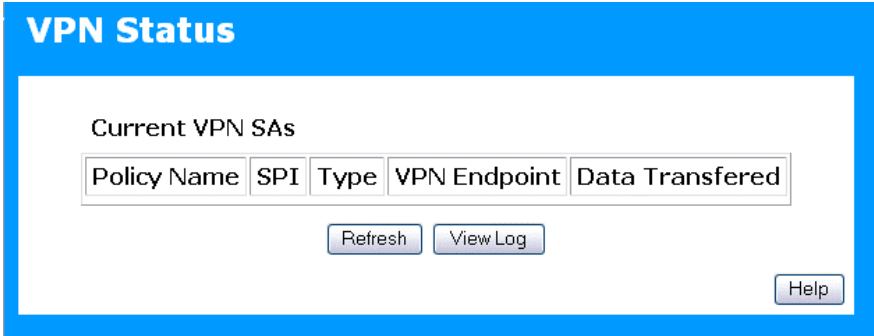 VPN Status
Current VPN SAs
Policy Name SPI Type VPN Endpoint Data Transfered
Refresh View Log
Help